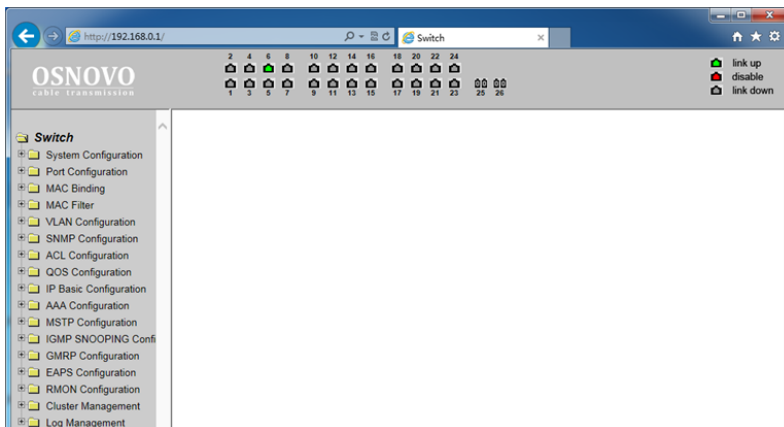 http://192.168.0.1/
Switch
2 4 6 8 10 12 14 16 18 20 22 24
OSNOVO
cable transmission
1 3 5 7 9 11 13 15 17 19 21 23 25 26
link up
disable
link down
Switch
System Configuration
Port Configuration
MAC Binding
MAC Filter
VLAN Configuration
SNMP Configuration
ACL Configuration
QOS Configuration
IP Basic Configuration
AAA Configuration
MSTP Configuration
IGMP SNOOPING Confi
GMRP Configuration
EAPS Configuration
RMON Configuration
Cluster Management
Log Management